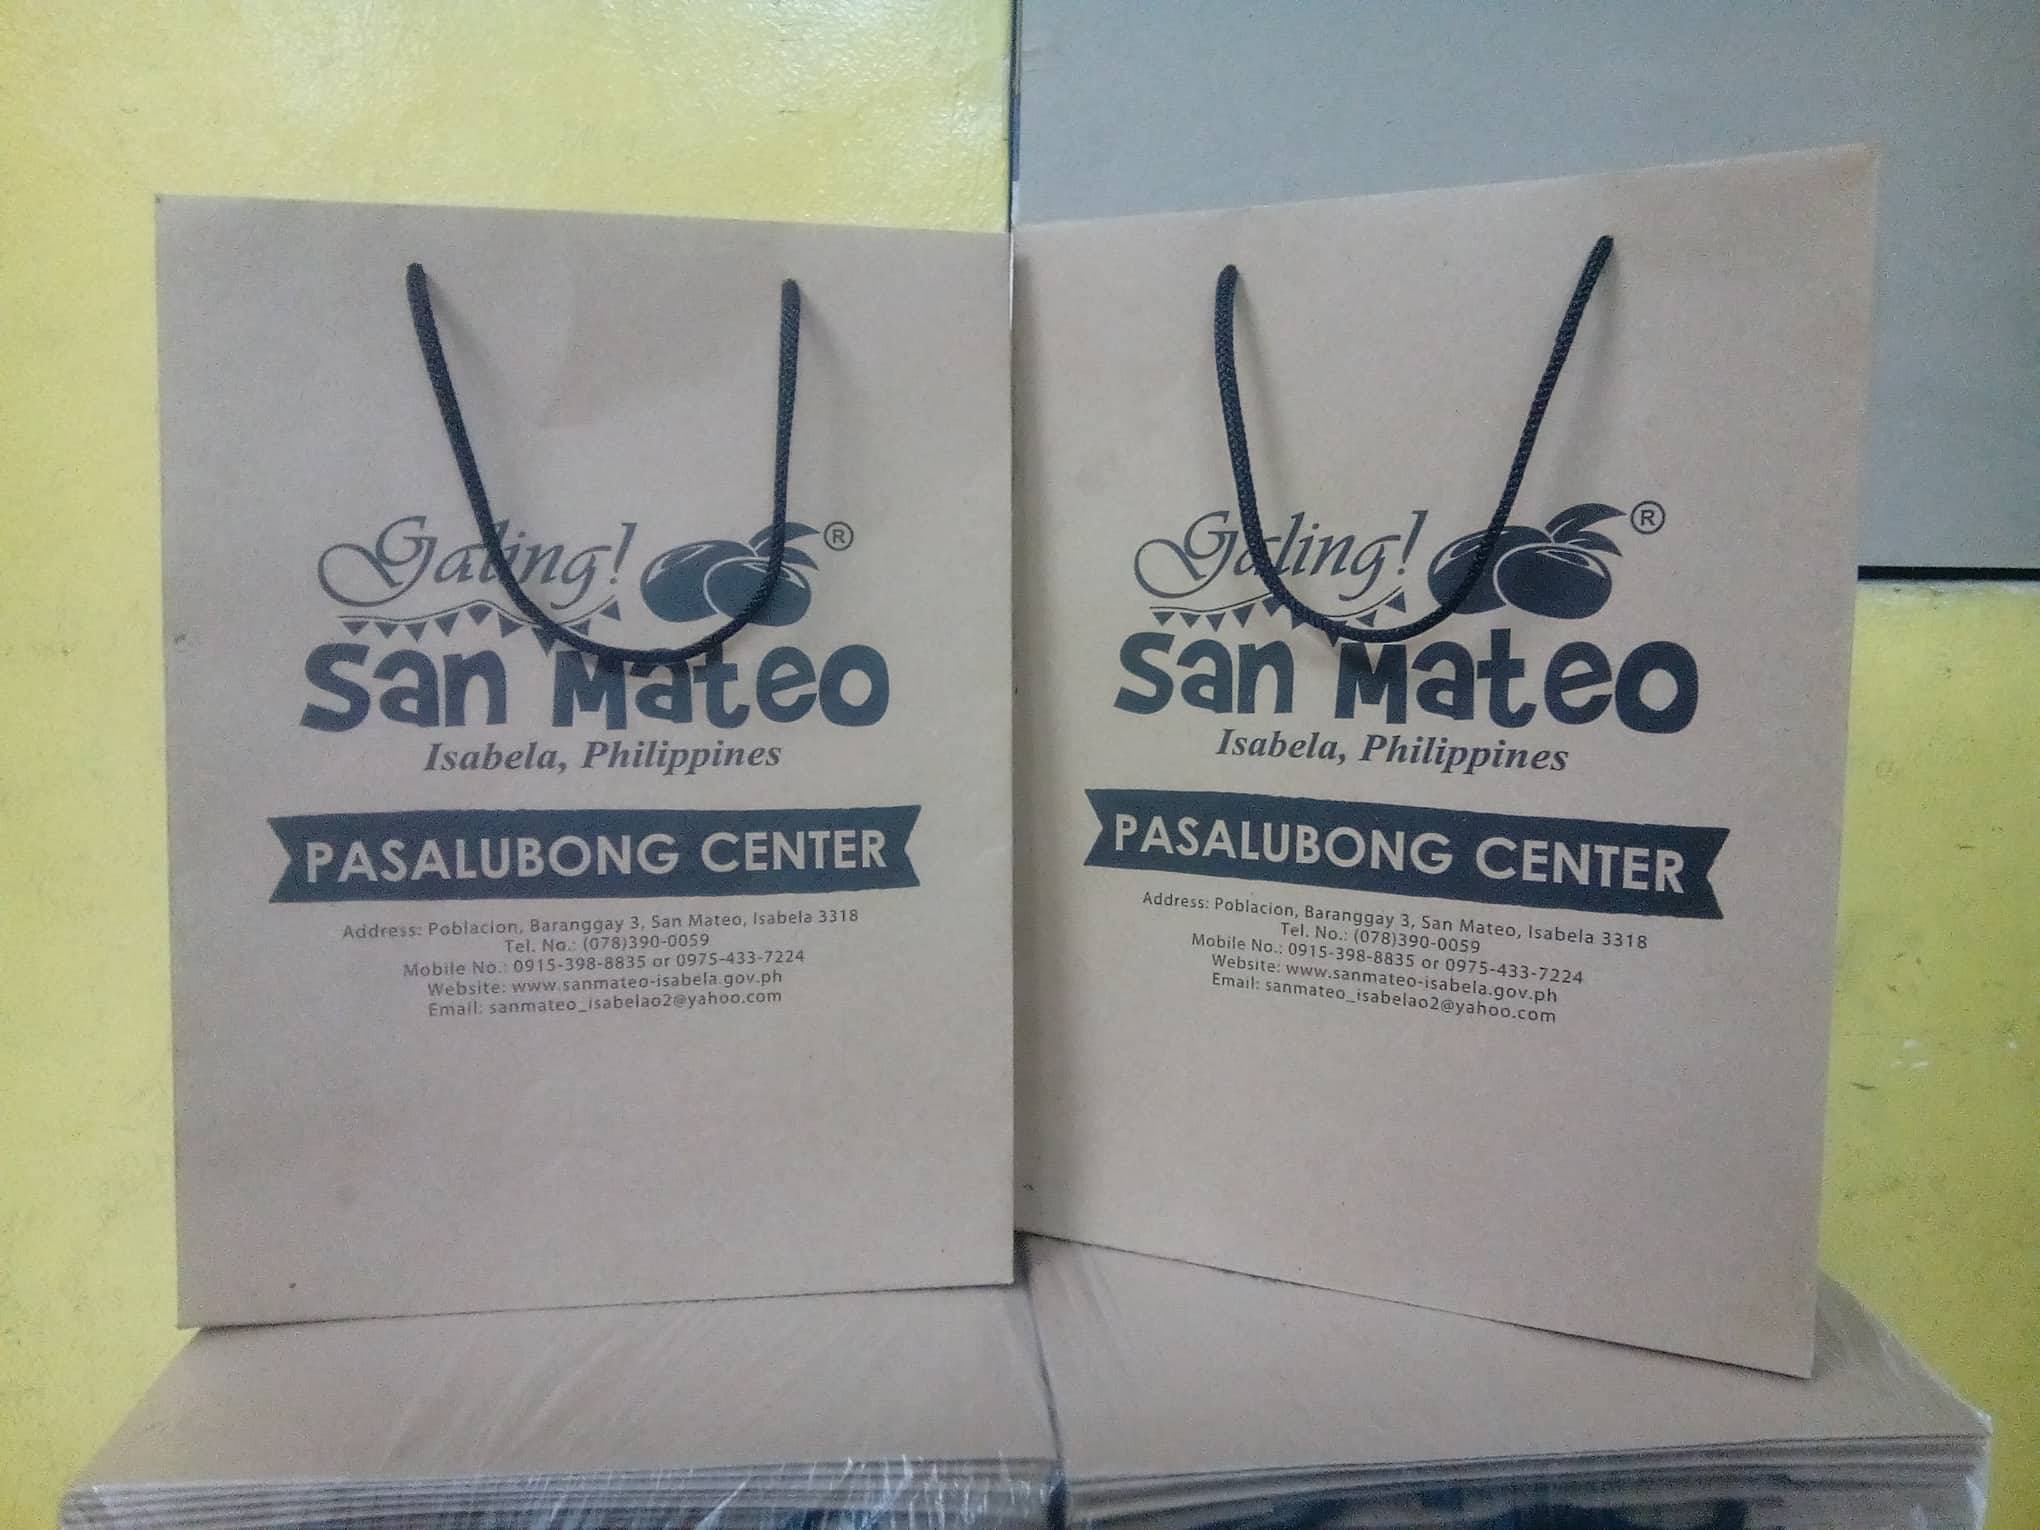 Galing! ®
San Mateo
Isabela, Philippines
PASALUBONG CENTER
Address: Poblacion, Baranggay 3, San Mateo, Isabela 3318
Tel. No.: (078)390-0059
Mobile No.: 0915-398-8835 or 0975-433-7224
Website: www.sanmateo-isabela.gov.ph
Email: sanmateo_isabelao2@yahoo.com
Galing! ®
San Mateo
Isabela, Philippines
PASALUBONG CENTER
Address: Poblacion, Baranggay 3, San Mateo, Isabela 3318
Tel. No.: (078)390-0059
Mobile No.: 0915-398-8835 or 0975-433-7224
Website: www.sanmateo-isabela.gov.ph
Email: sanmateo_isabelao2@yahoo.com